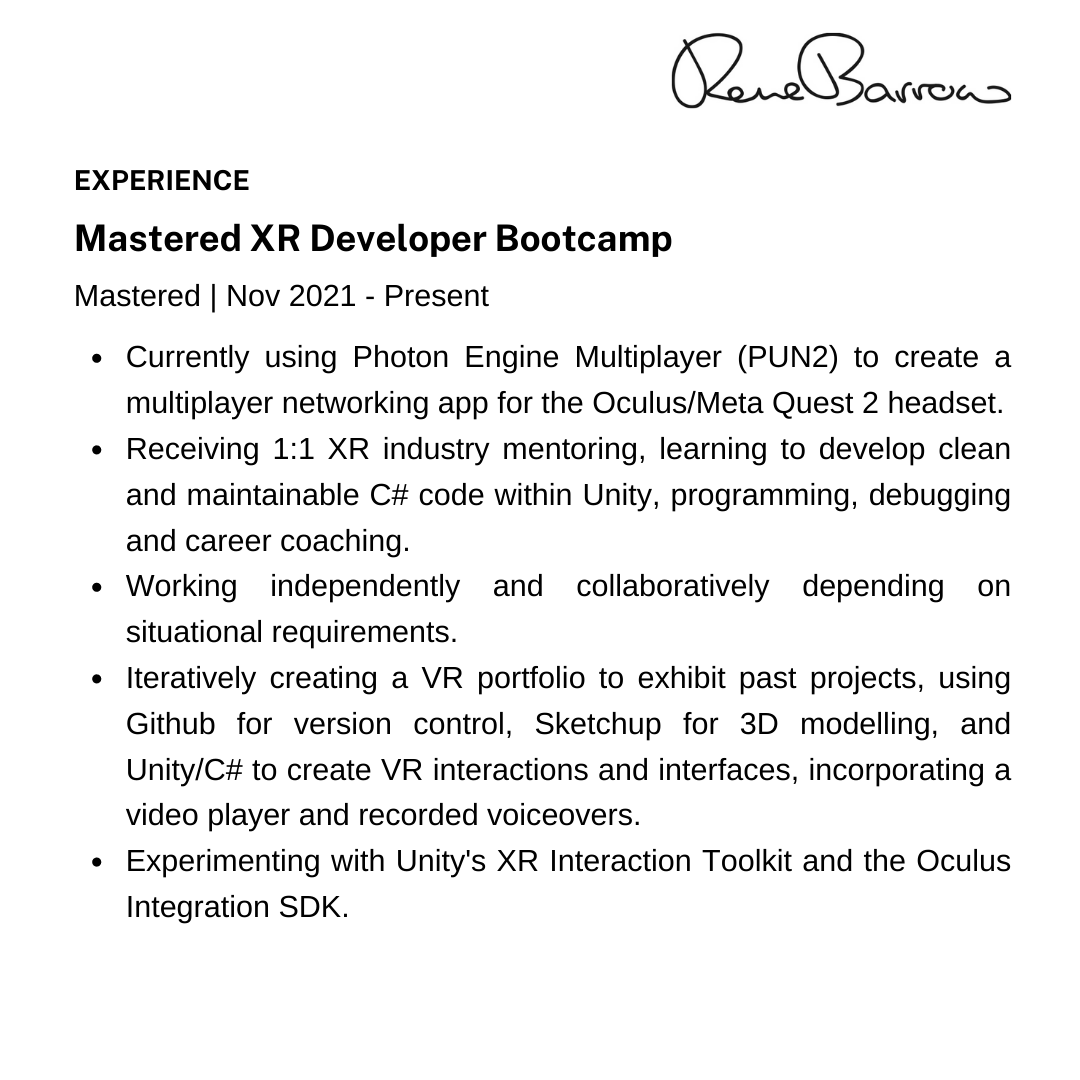 Rene Barrow
EXPERIENCE
Mastered XR Developer Bootcamp
Mastered | Nov 2021 - Present
• Currently using Photon Engine Multiplayer (PUN2) to create a
multiplayer networking app for the Oculus/Meta Quest 2 headset.
• Receiving 1:1 XR industry mentoring, learning to develop clean
and maintainable C# code within Unity, programming, debugging
and career coaching.
• Working independently and collaboratively depending on
situational requirements.
• Iteratively creating a VR portfolio to exhibit past projects, using
Github for version control, Sketchup for 3D modelling, and
Unity/C# to create VR interactions and interfaces, incorporating a
video player and recorded voiceovers.
• Experimenting with Unity's XR Interaction Toolkit and the Oculus
Integration SDK.